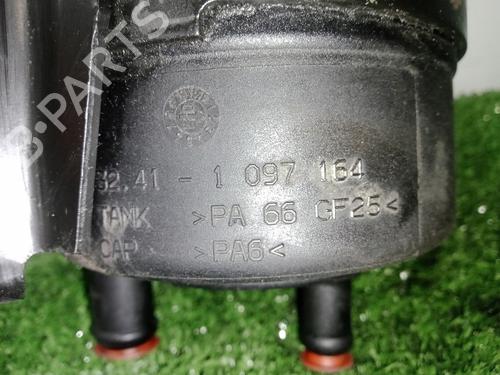 B-PARTS
32.41 - 1 097 164
TANK >PA 66 GF25<
CAP >PA6<